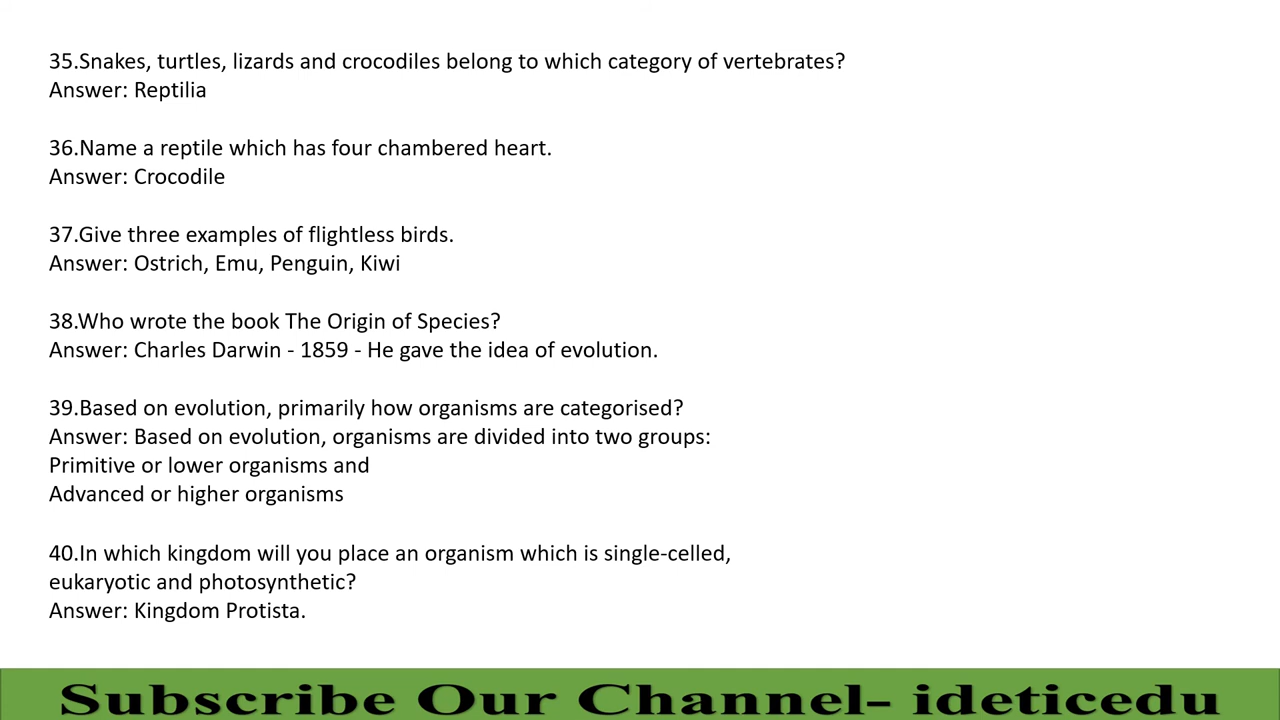 35.Snakes, turtles, lizards and crocodiles belong to which category of vertebrates?
Answer: Reptilia
36.Name a reptile which has four chambered heart.
Answer: Crocodile
37.Give three examples of flightless birds.
Answer: Ostrich, Emu, Penguin, Kiwi
38.Who wrote the book The Origin of Species?
Answer: Charles Darwin - 1859 - He gave the idea of evolution.
39.Based on evolution, primarily how organisms are categorised?
Answer: Based on evolution, organisms are divided into two groups:
Primitive or lower organisms and
Advanced or higher organisms
40.In which kingdom will you place an organism which is single-celled,
eukaryotic and photosynthetic?
Answer: Kingdom Protista.
Subscribe Our Channel- ideticedu